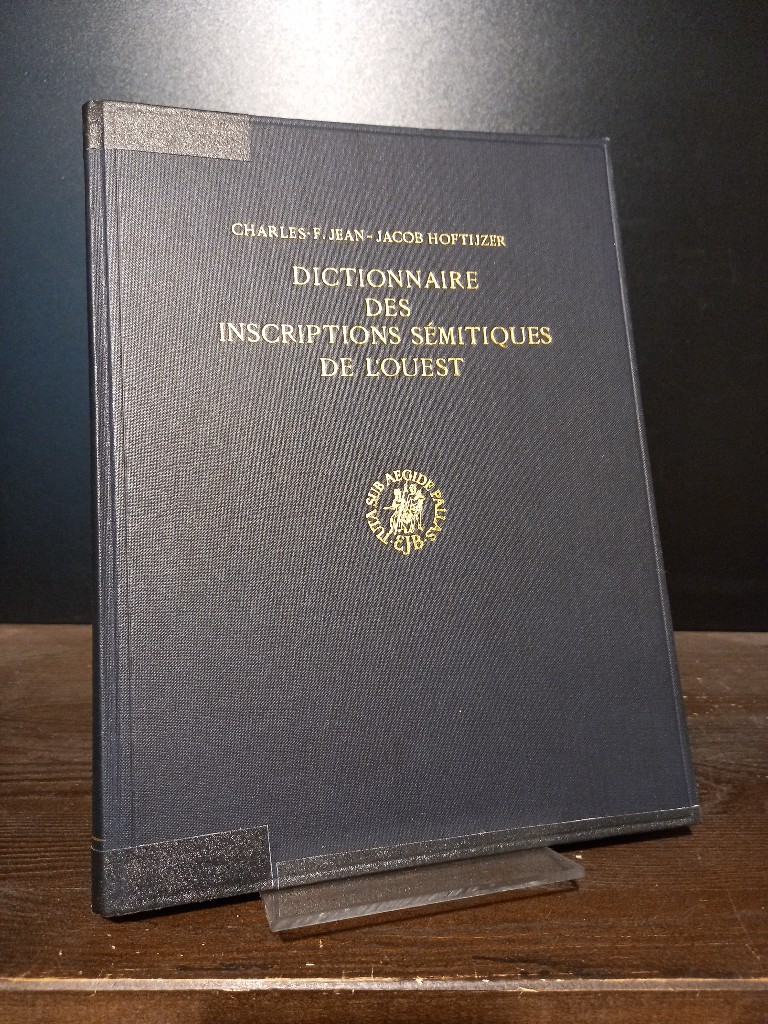 CHARLES-F. JEAN-JACOB HOFTIJZER
DICTIONNAIRE
DES
INSCRIPTIONS SÉMITIQUES
DE L'OUEST
TUTA SUB AEGIDE PALLAS
EJB